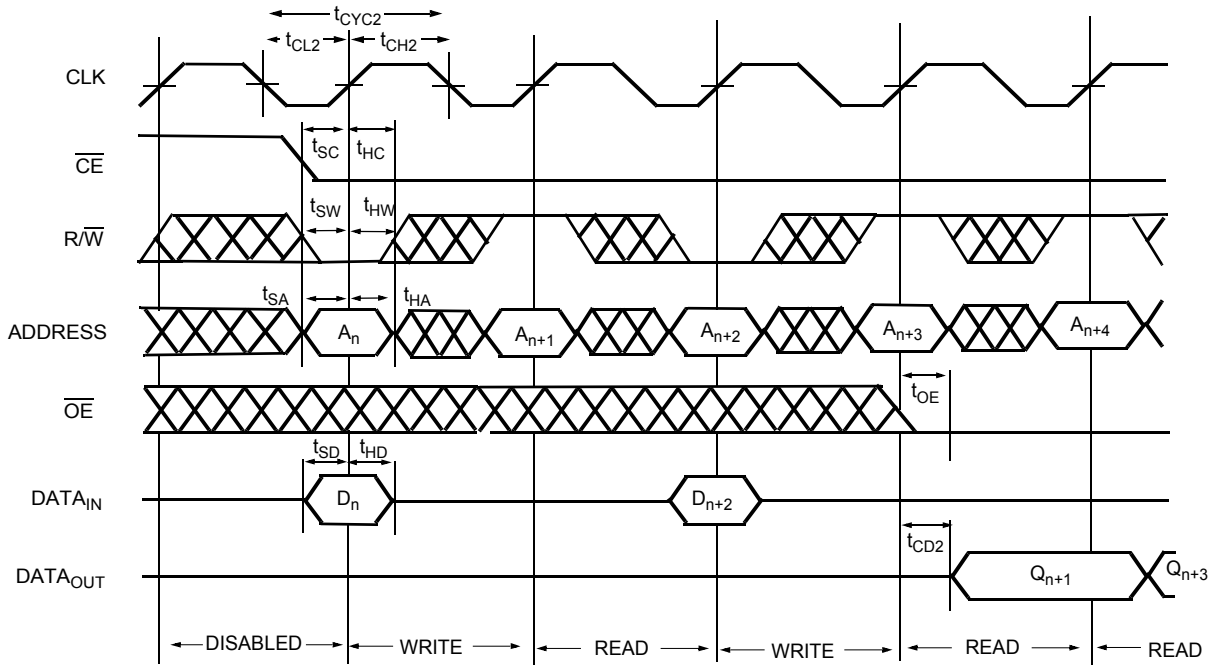 tCYC2
tCL2 tCH2
CLK
tSC tHC
CE
tSW tHW
R/W
tSA tHA
ADDRESS An An+1 An+2 An+3 An+4
tOE
OE
tSD tHD
DATAIN Dn Dn+2
tCD2
DATAOUT Qn+1 Qn+3
DISABLED WRITE READ WRITE READ READ